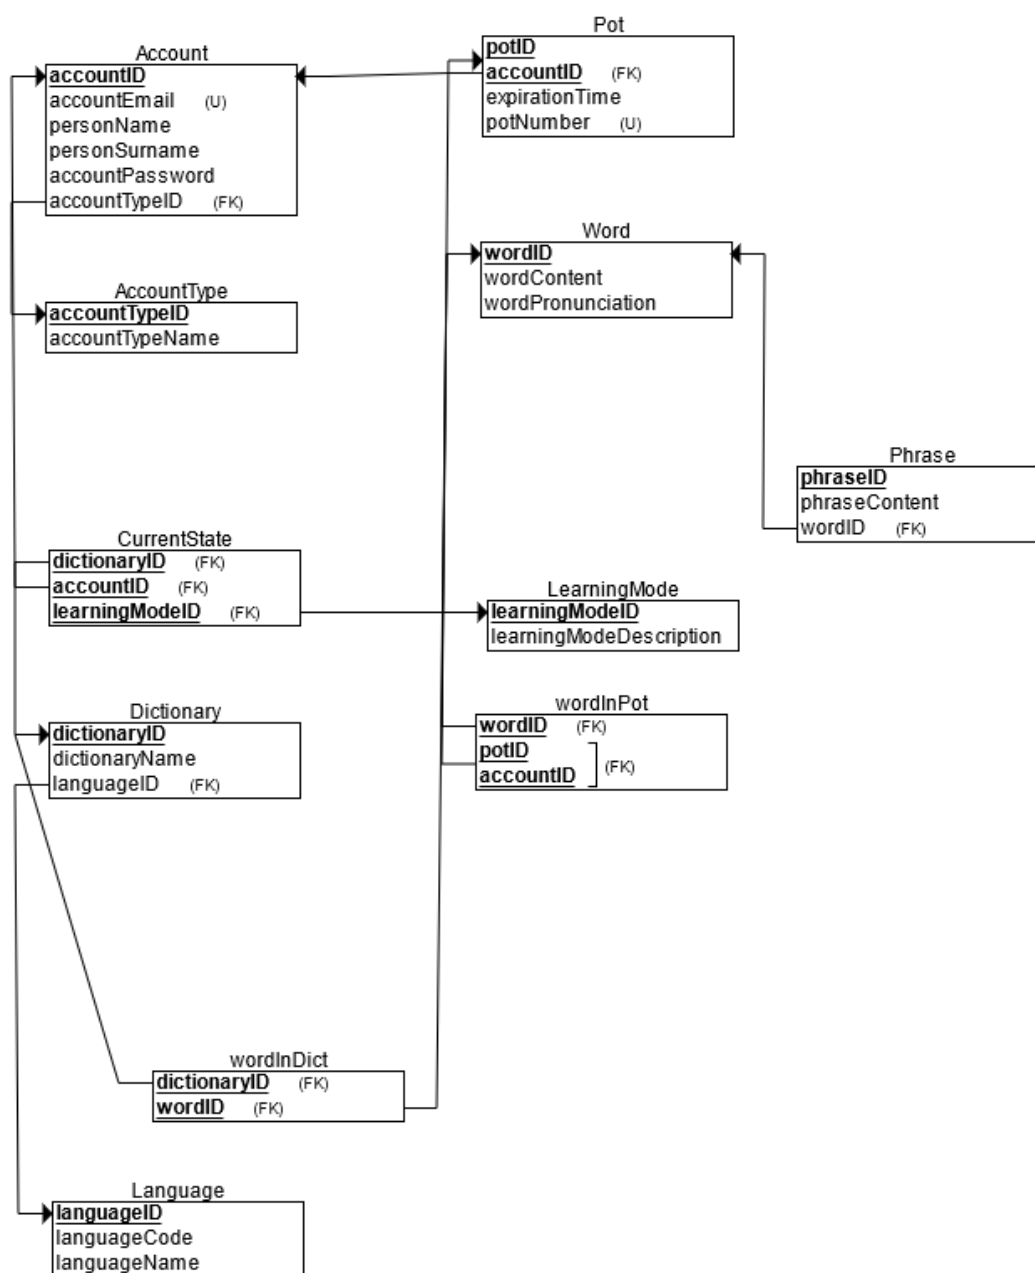 Account
accountID
accountEmail (U)
personName
personSurname
accountPassword
accountTypeID (FK)
Pot
potID
accountID (FK)
expirationTime
potNumber (U)
Word
wordID
wordContent
wordPronunciation
AccountType
accountTypeID
accountTypeName
Phrase
phraseID
phraseContent
wordID (FK)
CurrentState
dictionaryID (FK)
accountID (FK)
learningModeID (FK)
LearningMode
learningModeID
learningModeDescription
Dictionary
dictionaryID
dictionaryName
languageID (FK)
wordInPot
wordID (FK)
potID
accountID (FK)
wordInDict
dictionaryID (FK)
wordID (FK)
Language
languageID
languageCode
languageName